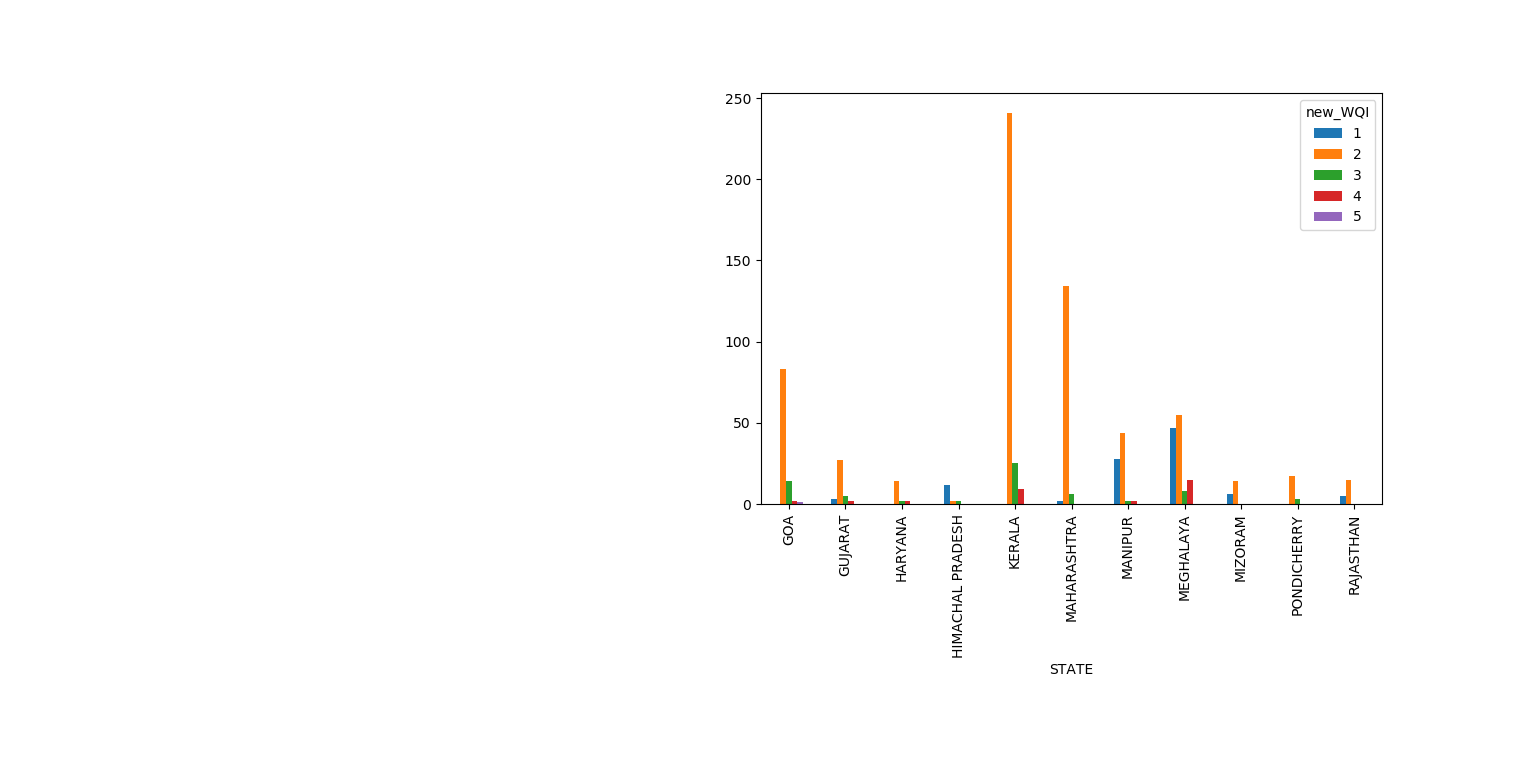 250
200
150
100
50
0
new_WQI
1
2
3
4
5
GOA
GUJARAT
HARYANA
HIMACHAL PRADESH
KERALA
MAHARASHTRA
MANIPUR
MEGHALAYA
MIZORAM
PONDICHERRY
RAJASTHAN
STATE